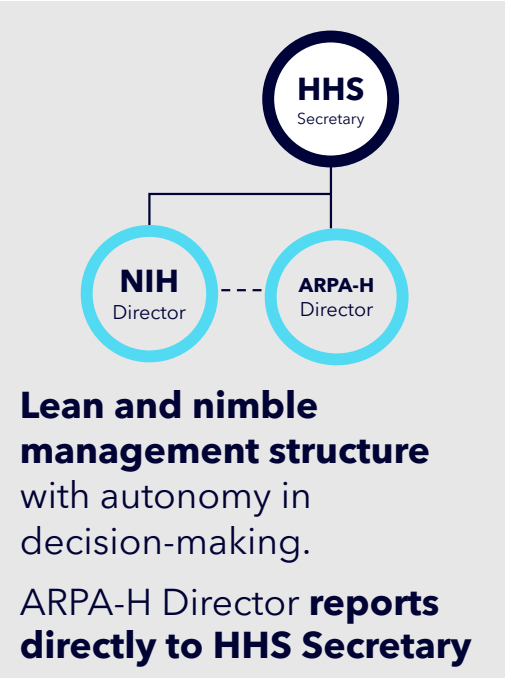 HHS
Secretary
NIH
Director
ARPA-H
Director
Lean and nimble
management structure
with autonomy in
decision-making.
ARPA-H Director reports
directly to HHS Secretary